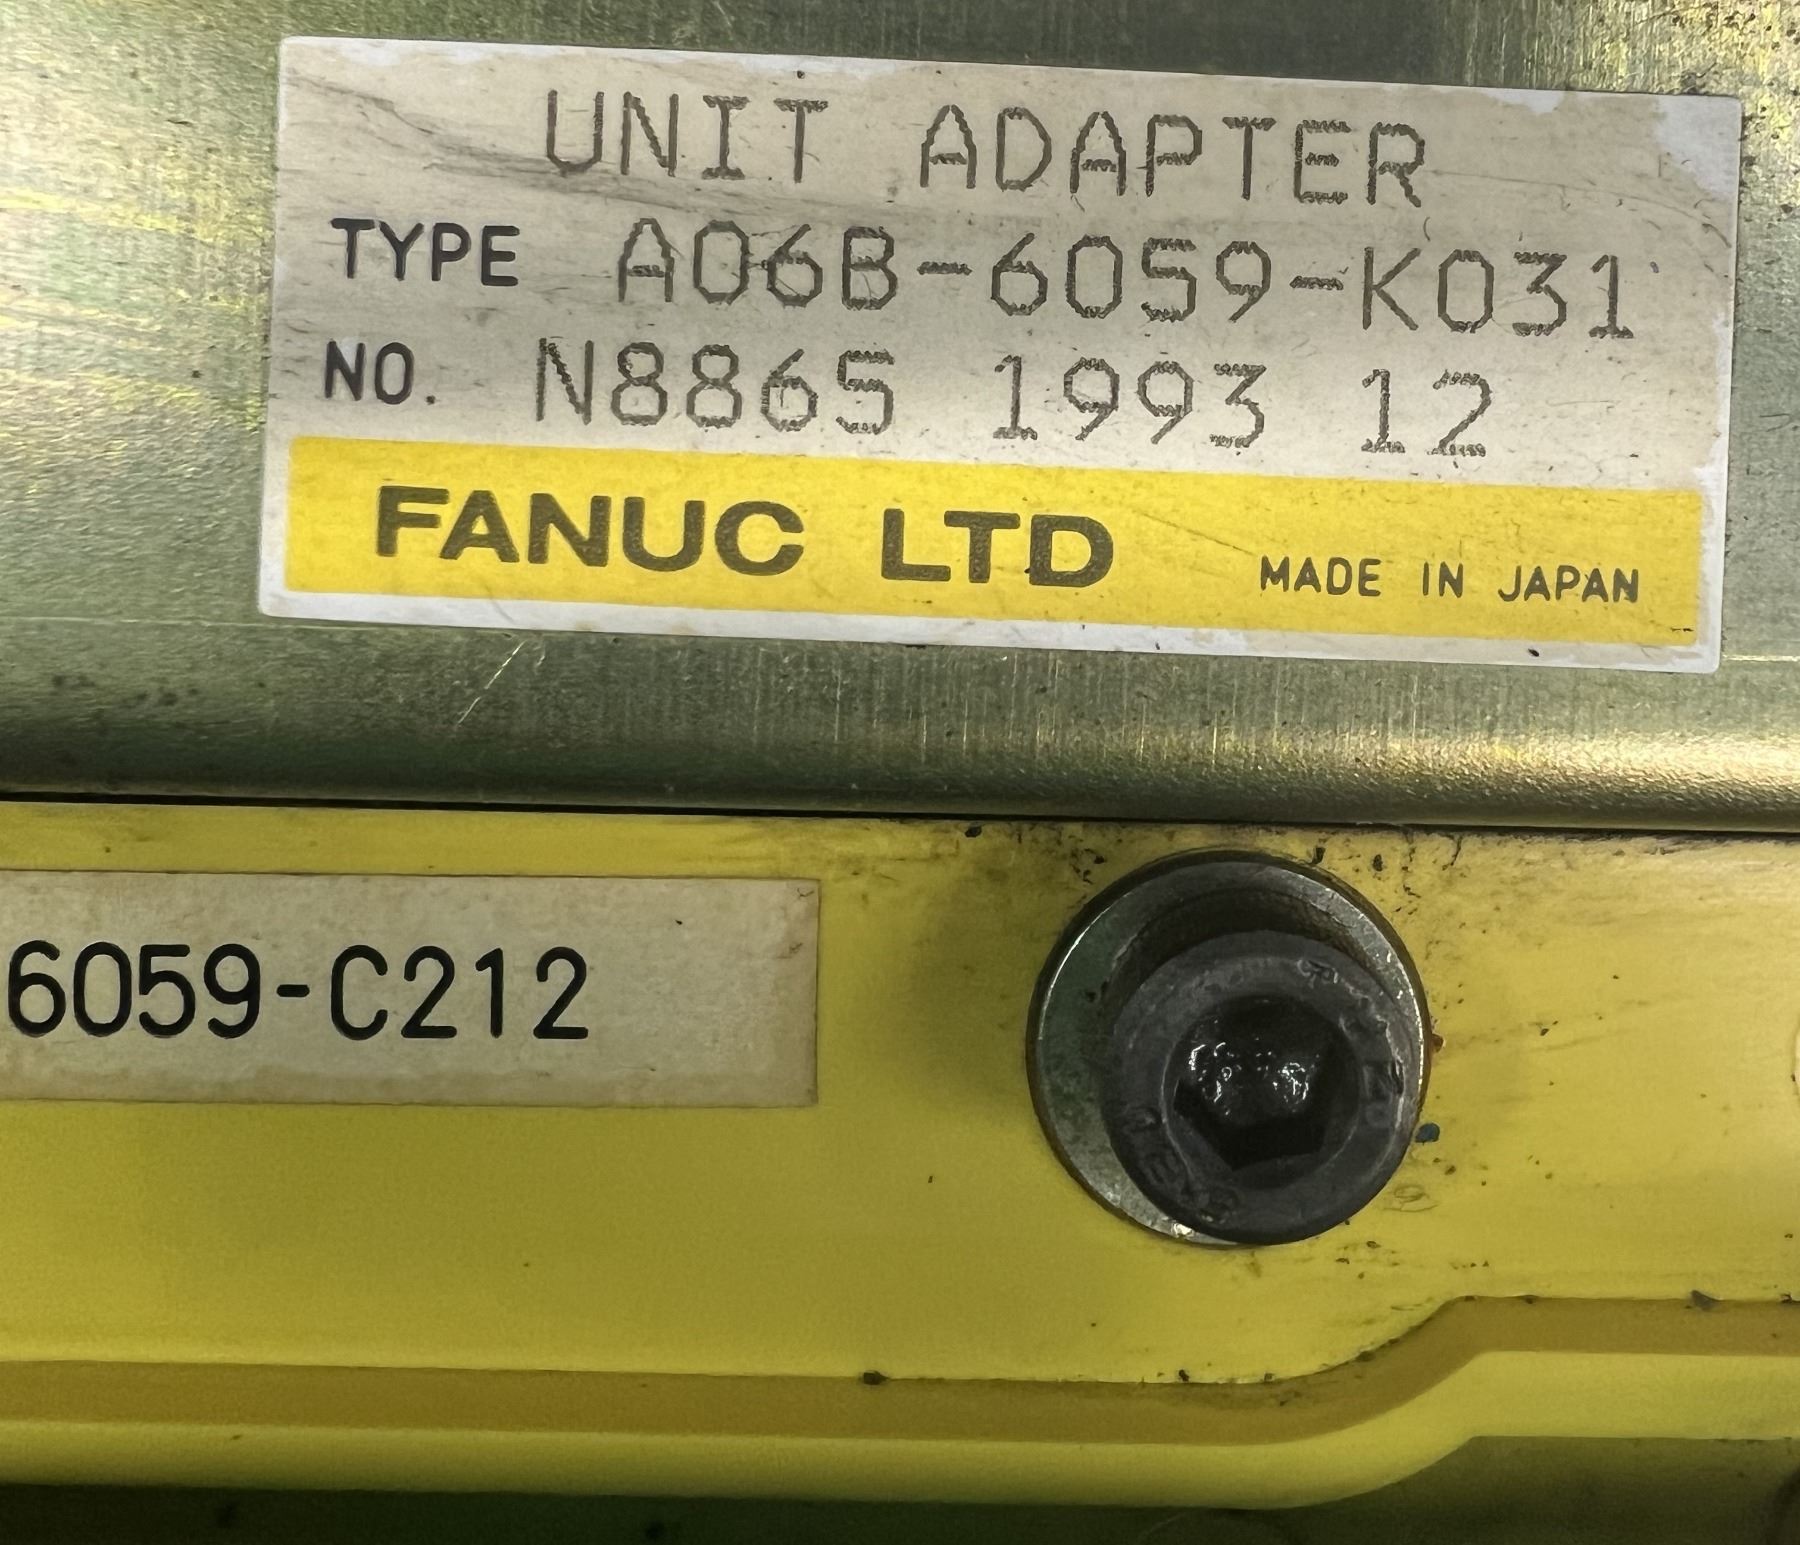 UNIT ADAPTER
TYPE A06B-6059-K031
NO. N8865 1993 12
FANUC LTD MADE IN JAPAN
6059-C212